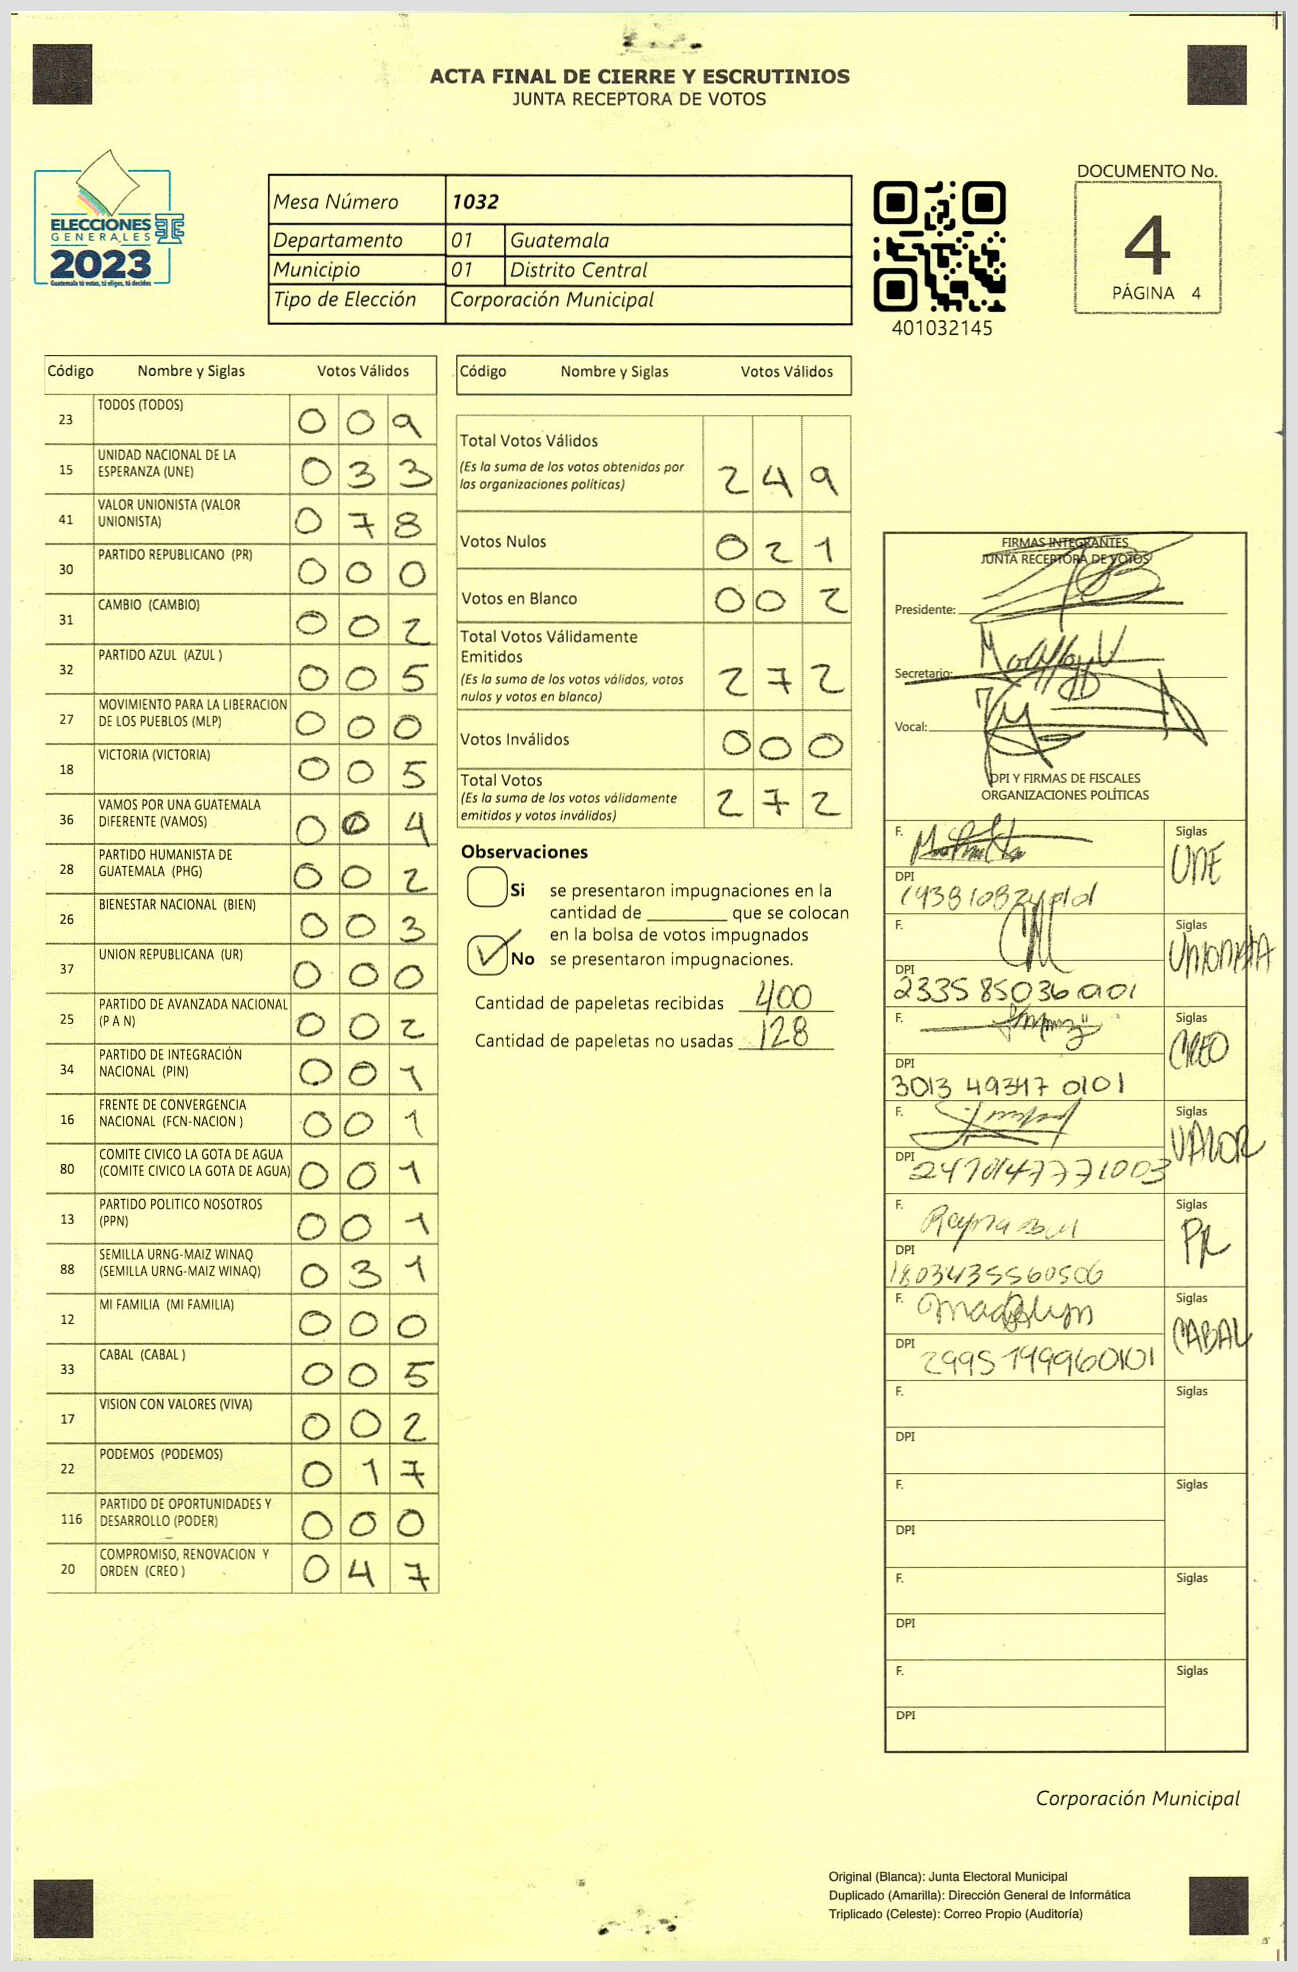 ACTA FINAL DE CIERRE Y ESCRUTINIOS
JUNTA RECEPTORA DE VOTOS
ELECCIONES
GENERALES
2023
Guatemala tú votas, tú eliges, tú decides
Mesa Número 1032
Departamento 01 Guatemala
Municipio 01 Distrito Central
Tipo de Elección Corporación Municipal
401032145
DOCUMENTO No.
4
PÁGINA 4
Código Nombre y Siglas Votos Válidos
23 TODOS (TODOS) 0 0 9
15 UNIDAD NACIONAL DE LA
ESPERANZA (UNE) 0 3 3
41 VALOR UNIONISTA (VALOR
UNIONISTA) 0 7 8
30 PARTIDO REPUBLICANO (PR) 0 0 0
31 CAMBIO (CAMBIO) 0 0 2
32 PARTIDO AZUL (AZUL ) 0 0 5
27 MOVIMIENTO PARA LA LIBERACION
DE LOS PUEBLOS (MLP) 0 0 0
18 VICTORIA (VICTORIA) 0 0 5
36 VAMOS POR UNA GUATEMALA
DIFERENTE (VAMOS) 0 0 4
28 PARTIDO HUMANISTA DE
GUATEMALA (PHG) 0 0 2
26 BIENESTAR NACIONAL (BIEN) 0 0 3
37 UNION REPUBLICANA (UR) 0 0 0
25 PARTIDO DE AVANZADA NACIONAL
(P A N) 0 0 2
34 PARTIDO DE INTEGRACIÓN
NACIONAL (PIN) 0 0 1
16 FRENTE DE CONVERGENCIA
NACIONAL (FCN-NACION ) 0 0 1
80 COMITE CIVICO LA GOTA DE AGUA
(COMITE CIVICO LA GOTA DE AGUA) 0 0 1
13 PARTIDO POLITICO NOSOTROS
(PPN) 0 0 1
88 SEMILLA URNG-MAIZ WINAQ
(SEMILLA URNG-MAIZ WINAQ) 0 3 1
12 MI FAMILIA (MI FAMILIA) 0 0 0
33 CABAL (CABAL ) 0 0 5
17 VISION CON VALORES (VIVA) 0 0 2
22 PODEMOS (PODEMOS) 0 1 7
116 PARTIDO DE OPORTUNIDADES Y
DESARROLLO (PODER) 0 0 0
20 COMPROMISO, RENOVACION Y
ORDEN (CREO ) 0 4 7
Código Nombre y Siglas Votos Válidos
Total Votos Válidos
(Es la suma de los votos obtenidos por
las organizaciones políticas) 2 4 9
Votos Nulos 0 2 1
Votos en Blanco 0 0 2
Total Votos Válidamente
Emitidos
(Es la suma de los votos válidos, votos
nulos y votos en blanco) 2 7 2
Votos Inválidos 0 0 0
Total Votos
(Es la suma de los votos válidamente
emitidos y votos inválidos) 2 7 2
Observaciones
Si se presentaron impugnaciones en la
cantidad de ________ que se colocan
en la bolsa de votos impugnados
No se presentaron impugnaciones.
Cantidad de papeletas recibidas 400
Cantidad de papeletas no usadas 128
FIRMAS INTEGRANTES
JUNTA RECEPTORA DE VOTOS
Presidente:
Secretario:
Vocal:
DPI Y FIRMAS DE FISCALES
ORGANIZACIONES POLÍTICAS
F. Siglas
UNE
DPI
F. Siglas
UNIONISTA
DPI
2335 85036 0101
F. Siglas
CREO
DPI
3013 49347 0101
F. Siglas
VALOR
DPI
2470147771003
F. Siglas
PR
DPI
1803435560506
F. Siglas
CABAL
DPI
2995 199960101
F. Siglas
DPI
F. Siglas
DPI
F. Siglas
DPI
F. Siglas
DPI
Corporación Municipal
Original (Blanca): Junta Electoral Municipal
Duplicado (Amarilla): Dirección General de Informática
Triplicado (Celeste): Correo Propio (Auditoría)